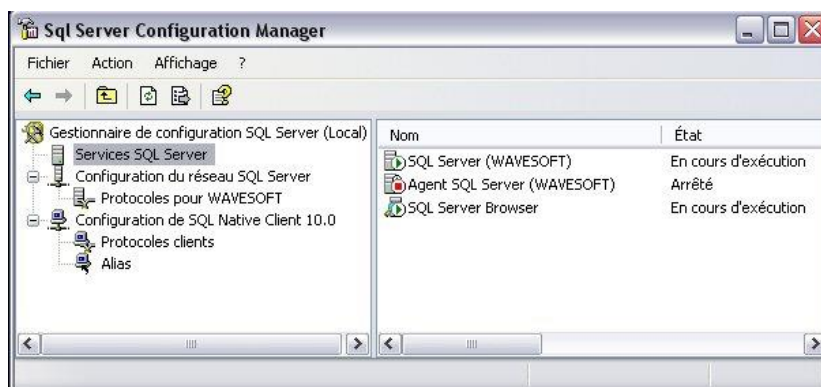 Sql Server Configuration Manager
Fichier Action Affichage ?
Gestionnaire de configuration SQL Server (Local)
Services SQL Server
Configuration du réseau SQL Server
Protocoles pour WAVESOFT
Configuration de SQL Native Client 10.0
Protocoles clients
Alias
Nom État
SQL Server (WAVESOFT) En cours d'exécution
Agent SQL Server (WAVESOFT) Arrêté
SQL Server Browser En cours d'exécution